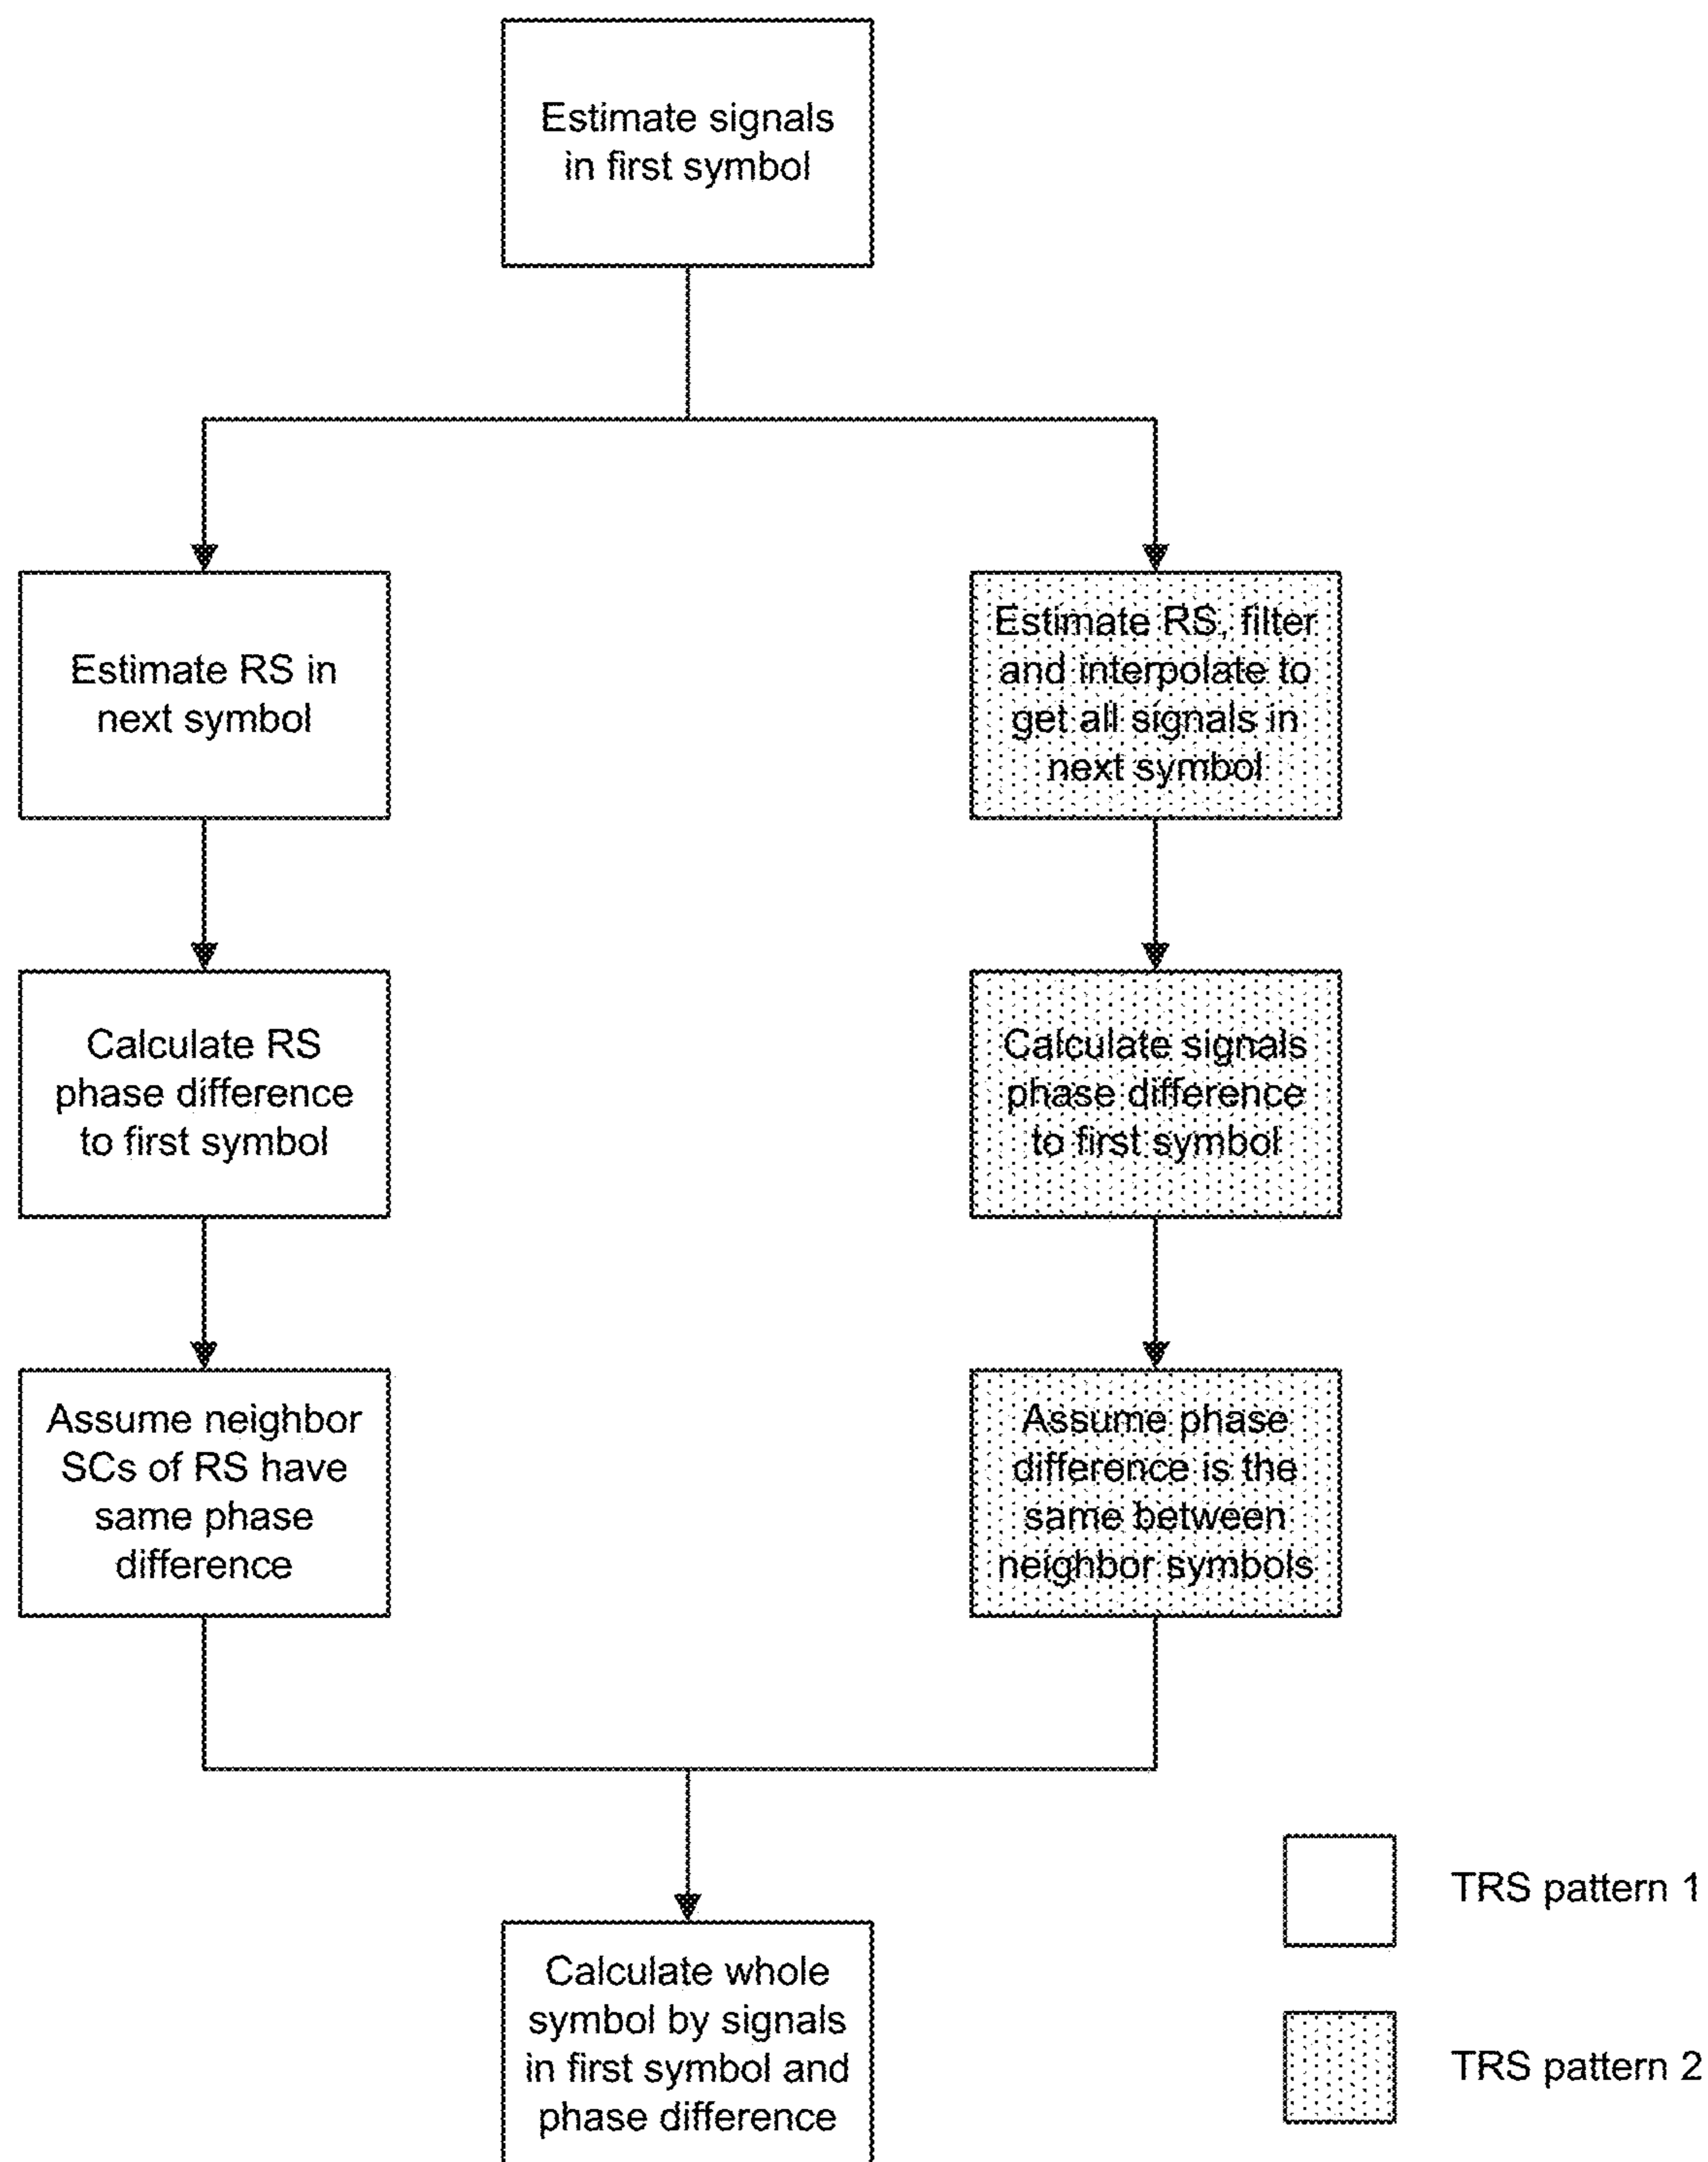 Estimate signals
in first symbol
Estimate RS in
next symbol
Estimate RS, filter
and interpolate to
get all signals in
next symbol
Calculate RS
phase difference
to first symbol
Calculate signals
phase difference
to first symbol
Assume neighbor
SCs of RS have
same phase
difference
Assume phase
difference is the
same between
neighbor symbols
Calculate whole
symbol by signals
in first symbol and
phase difference
TRS pattern 1
TRS pattern 2